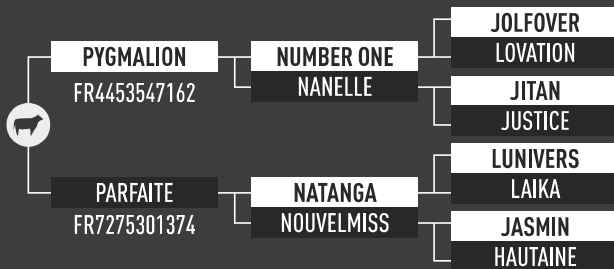 PYGMALION
FR4453547162
NUMBER ONE
NANELLE
JOLFOVER
LOVATION
JITAN
JUSTICE
PARFAITE
FR7275301374
NATANGA
NOUVELMISS
LUNIVERS
LAIKA
JASMIN
HAUTAINE